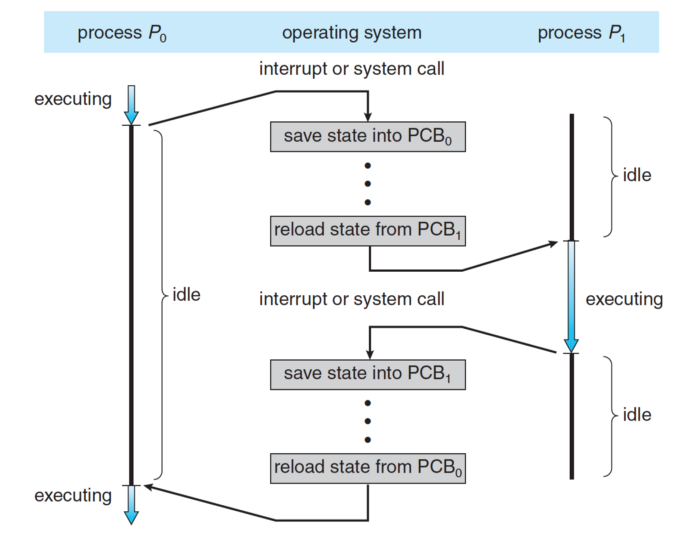 process P0
operating system
process P1
interrupt or system call
executing
save state into PCB0
idle
reload state from PCB1
idle
interrupt or system call
executing
save state into PCB1
idle
reload state from PCB0
executing